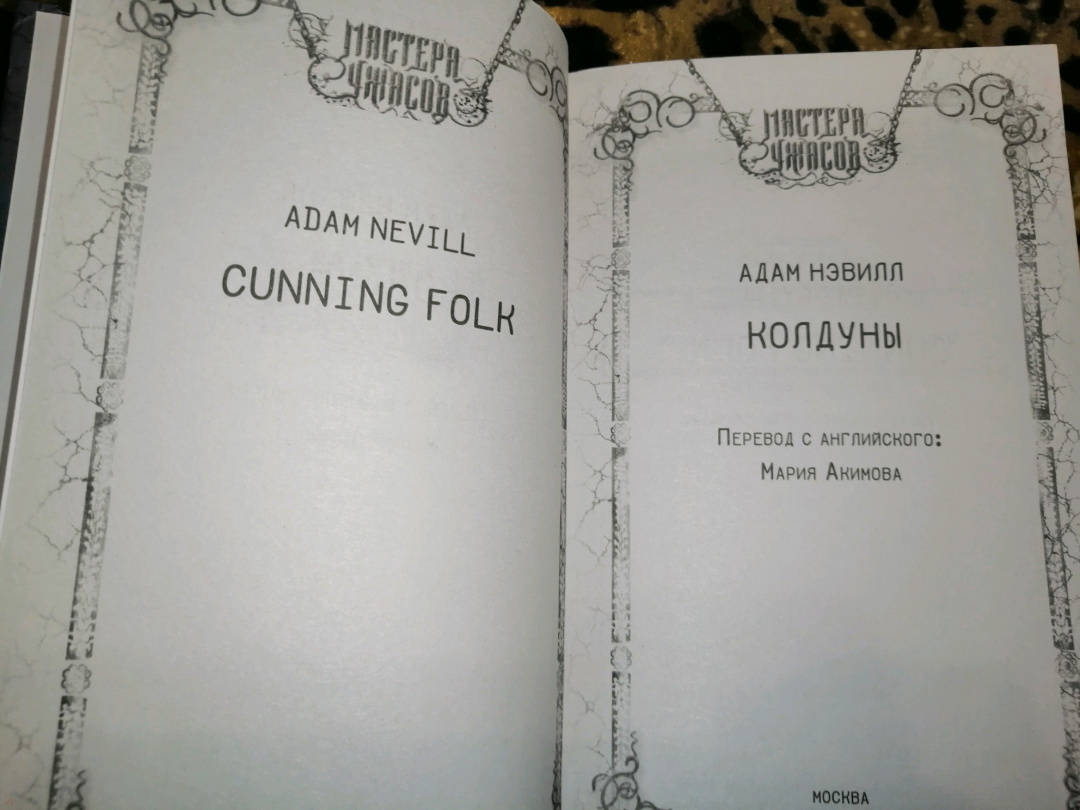 МАСТЕРА
УЖАСОВ
ADAM NEVILL
CUNNING FOLK
МАСТЕРА
УЖАСОВ
АДАМ НЭВИЛЛ
КОЛДУНЫ
Перевод с английского:
Мария Акимова
МОСКВА